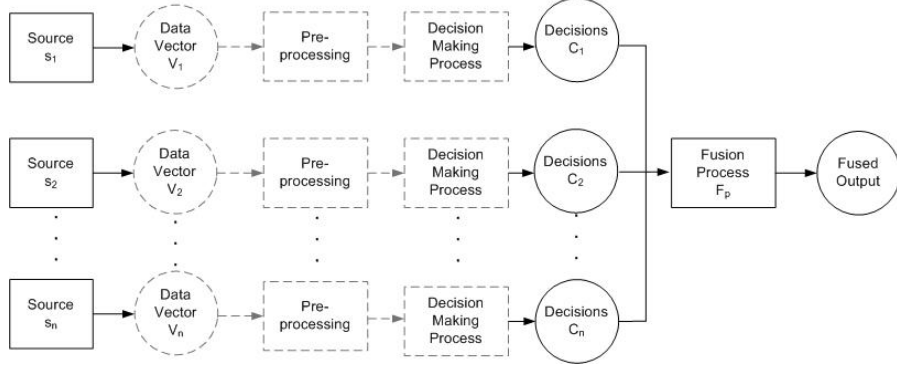 Source
s1
Data
Vector
V1
Pre-
processing
Decision
Making
Process
Decisions
C1
Source
s2
Data
Vector
V2
Pre-
processing
Decision
Making
Process
Decisions
C2
Fusion
Process
Fp
Fused
Output
Source
sn
Data
Vector
Vn
Pre-
processing
Decision
Making
Process
Decisions
Cn